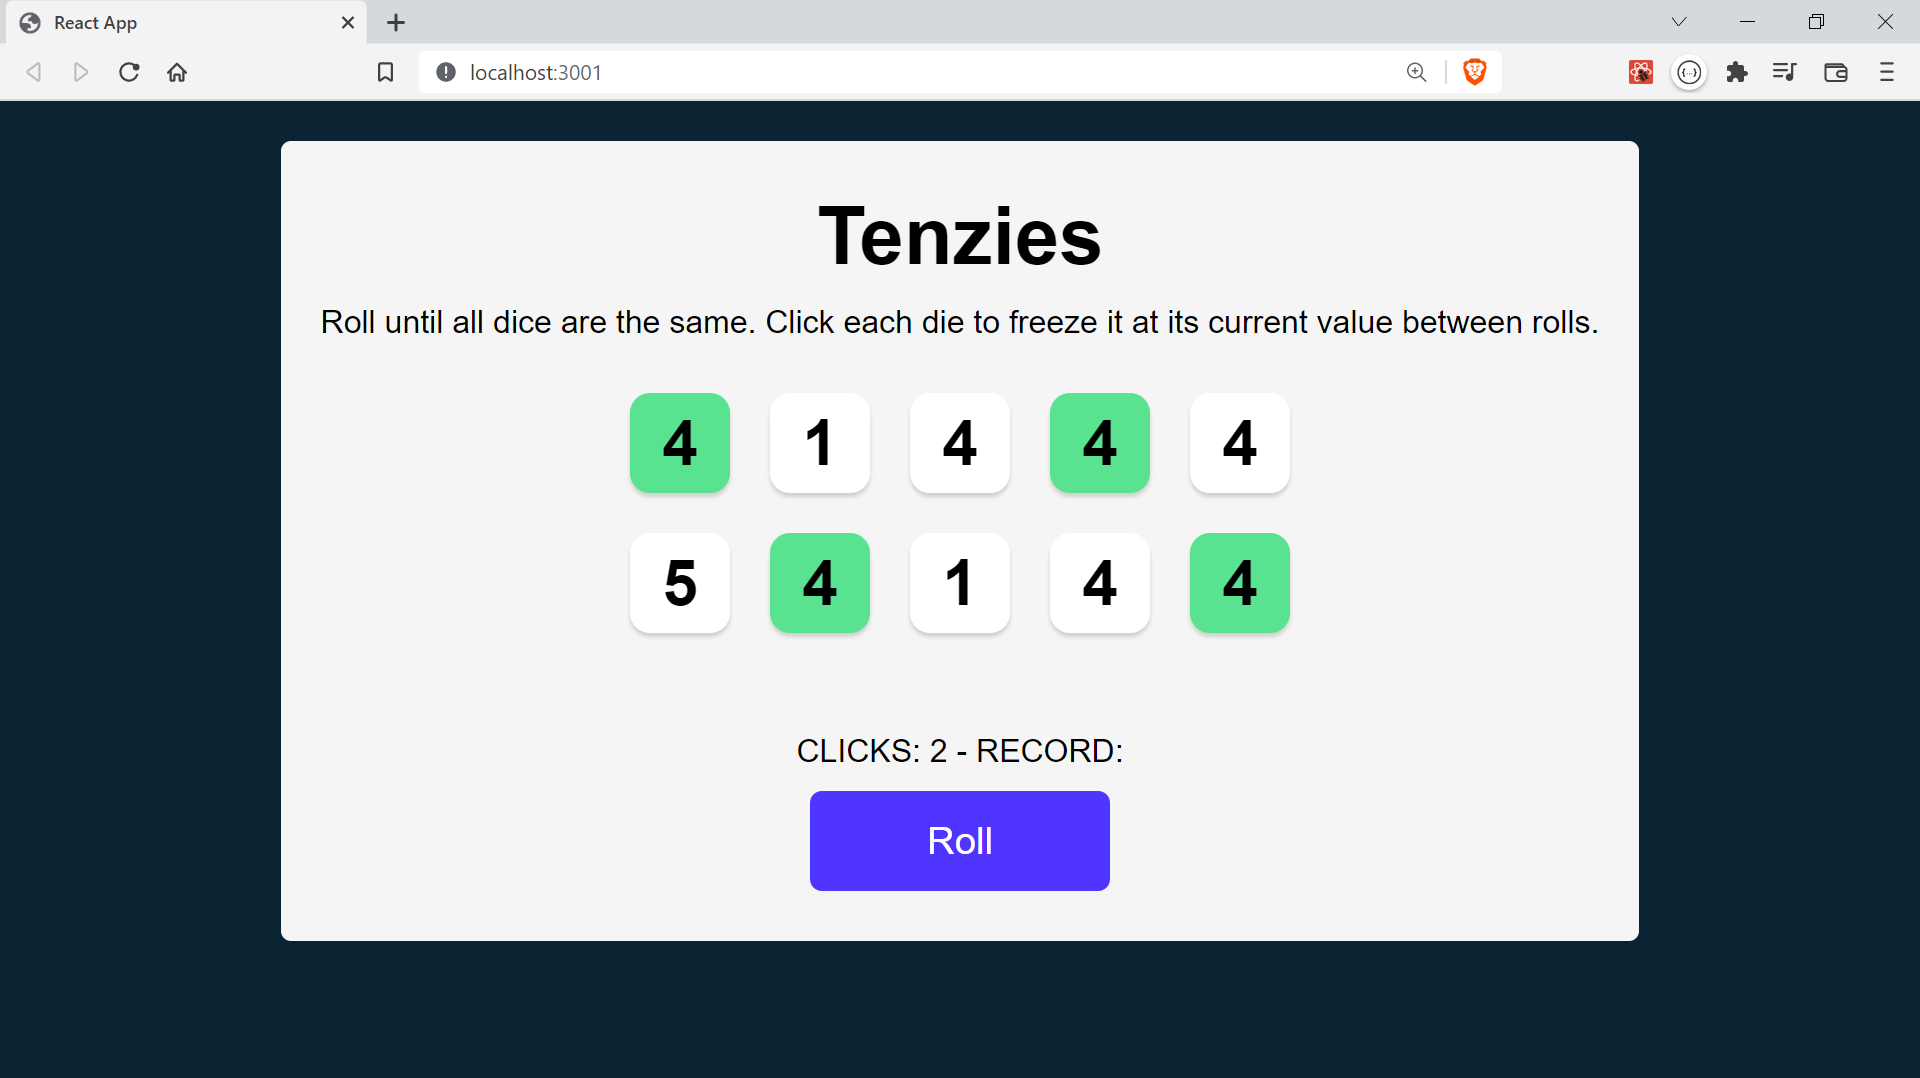 React App
localhost:3001
Tenzies
Roll until all dice are the same. Click each die to freeze it at its current value between rolls.
4 1 4 4 4
5 4 1 4 4
CLICKS: 2 - RECORD:
Roll